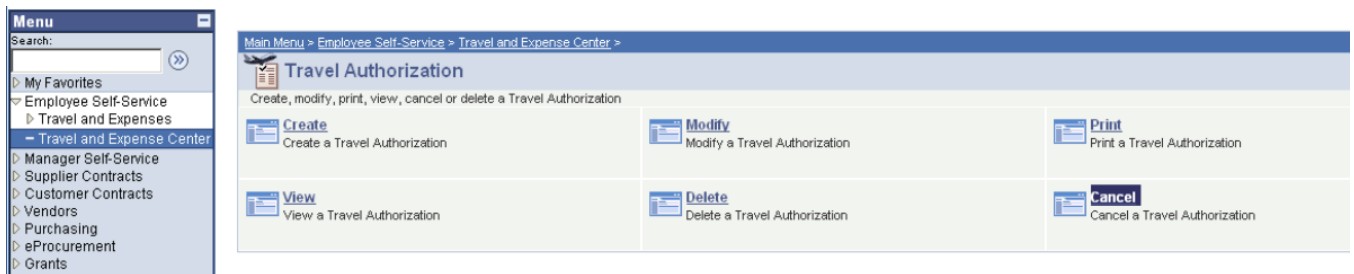 Menu
Search:
My Favorites
Employee Self-Service
Travel and Expenses
Travel and Expense Center
Manager Self-Service
Supplier Contracts
Customer Contracts
Vendors
Purchasing
eProcurement
Grants
Main Menu > Employee Self-Service > Travel and Expense Center >
Travel Authorization
Create, modify, print, view, cancel or delete a Travel Authorization
Create
Create a Travel Authorization
Modify
Modify a Travel Authorization
Print
Print a Travel Authorization
View
View a Travel Authorization
Delete
Delete a Travel Authorization
Cancel
Cancel a Travel Authorization